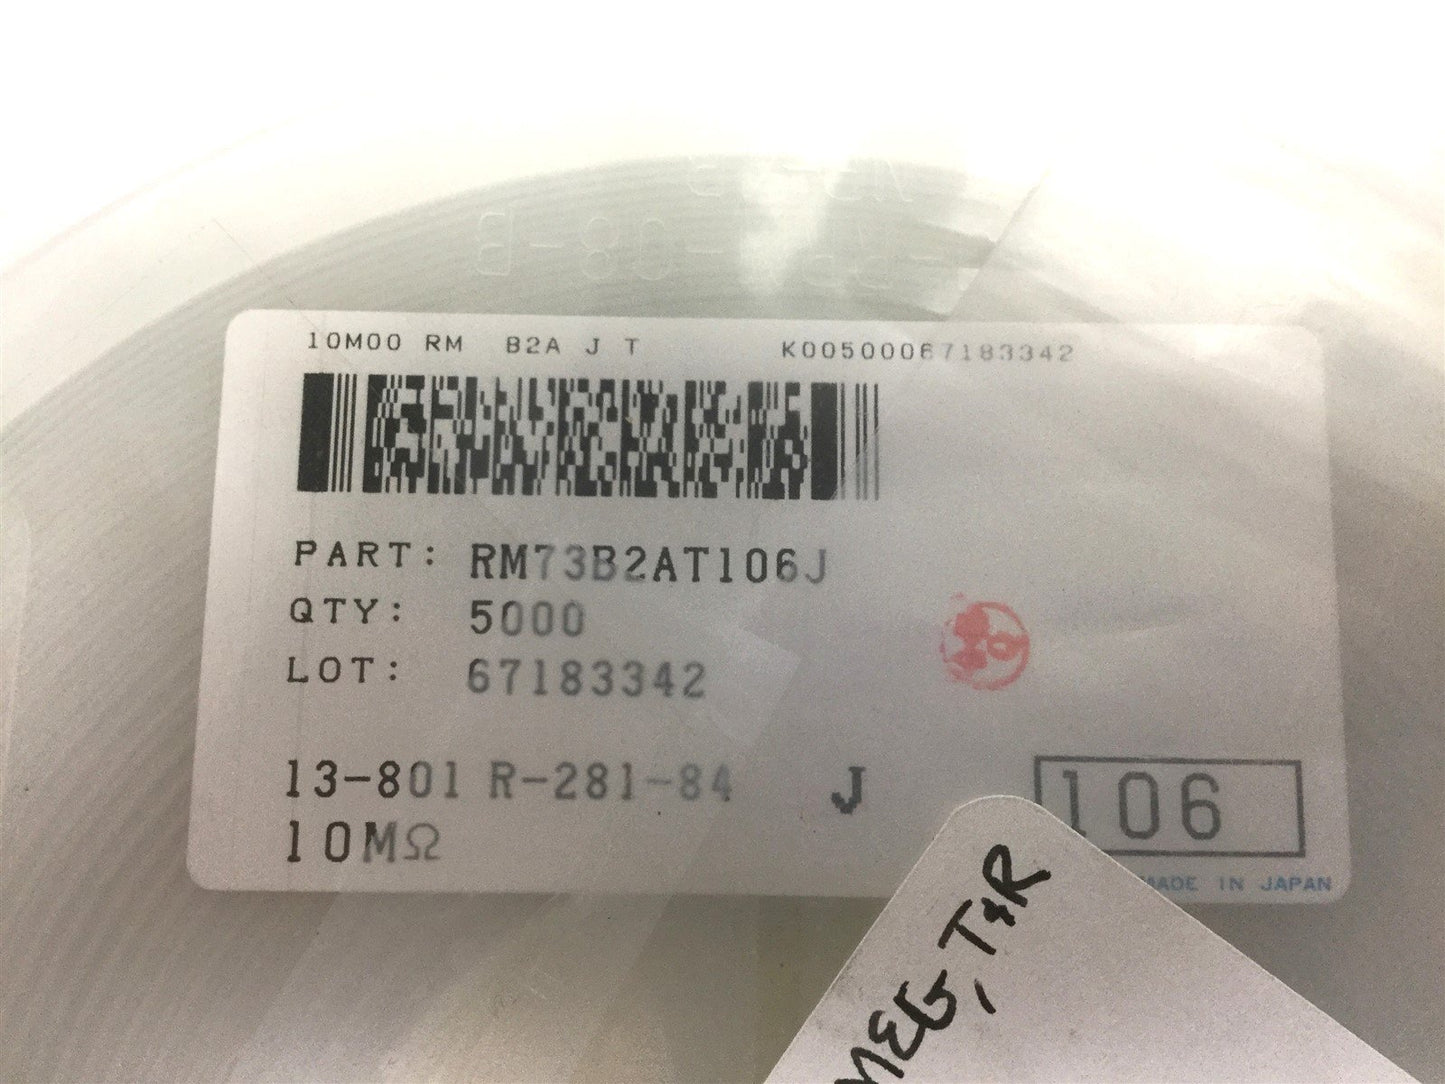 10M00 RM B2A J T K00500067183342
PART: RM73B2AT106J
QTY: 5000
LOT: 67183342
13-801 R-281-84 J 106
10MΩ
MADE IN JAPAN
MEG, T&R